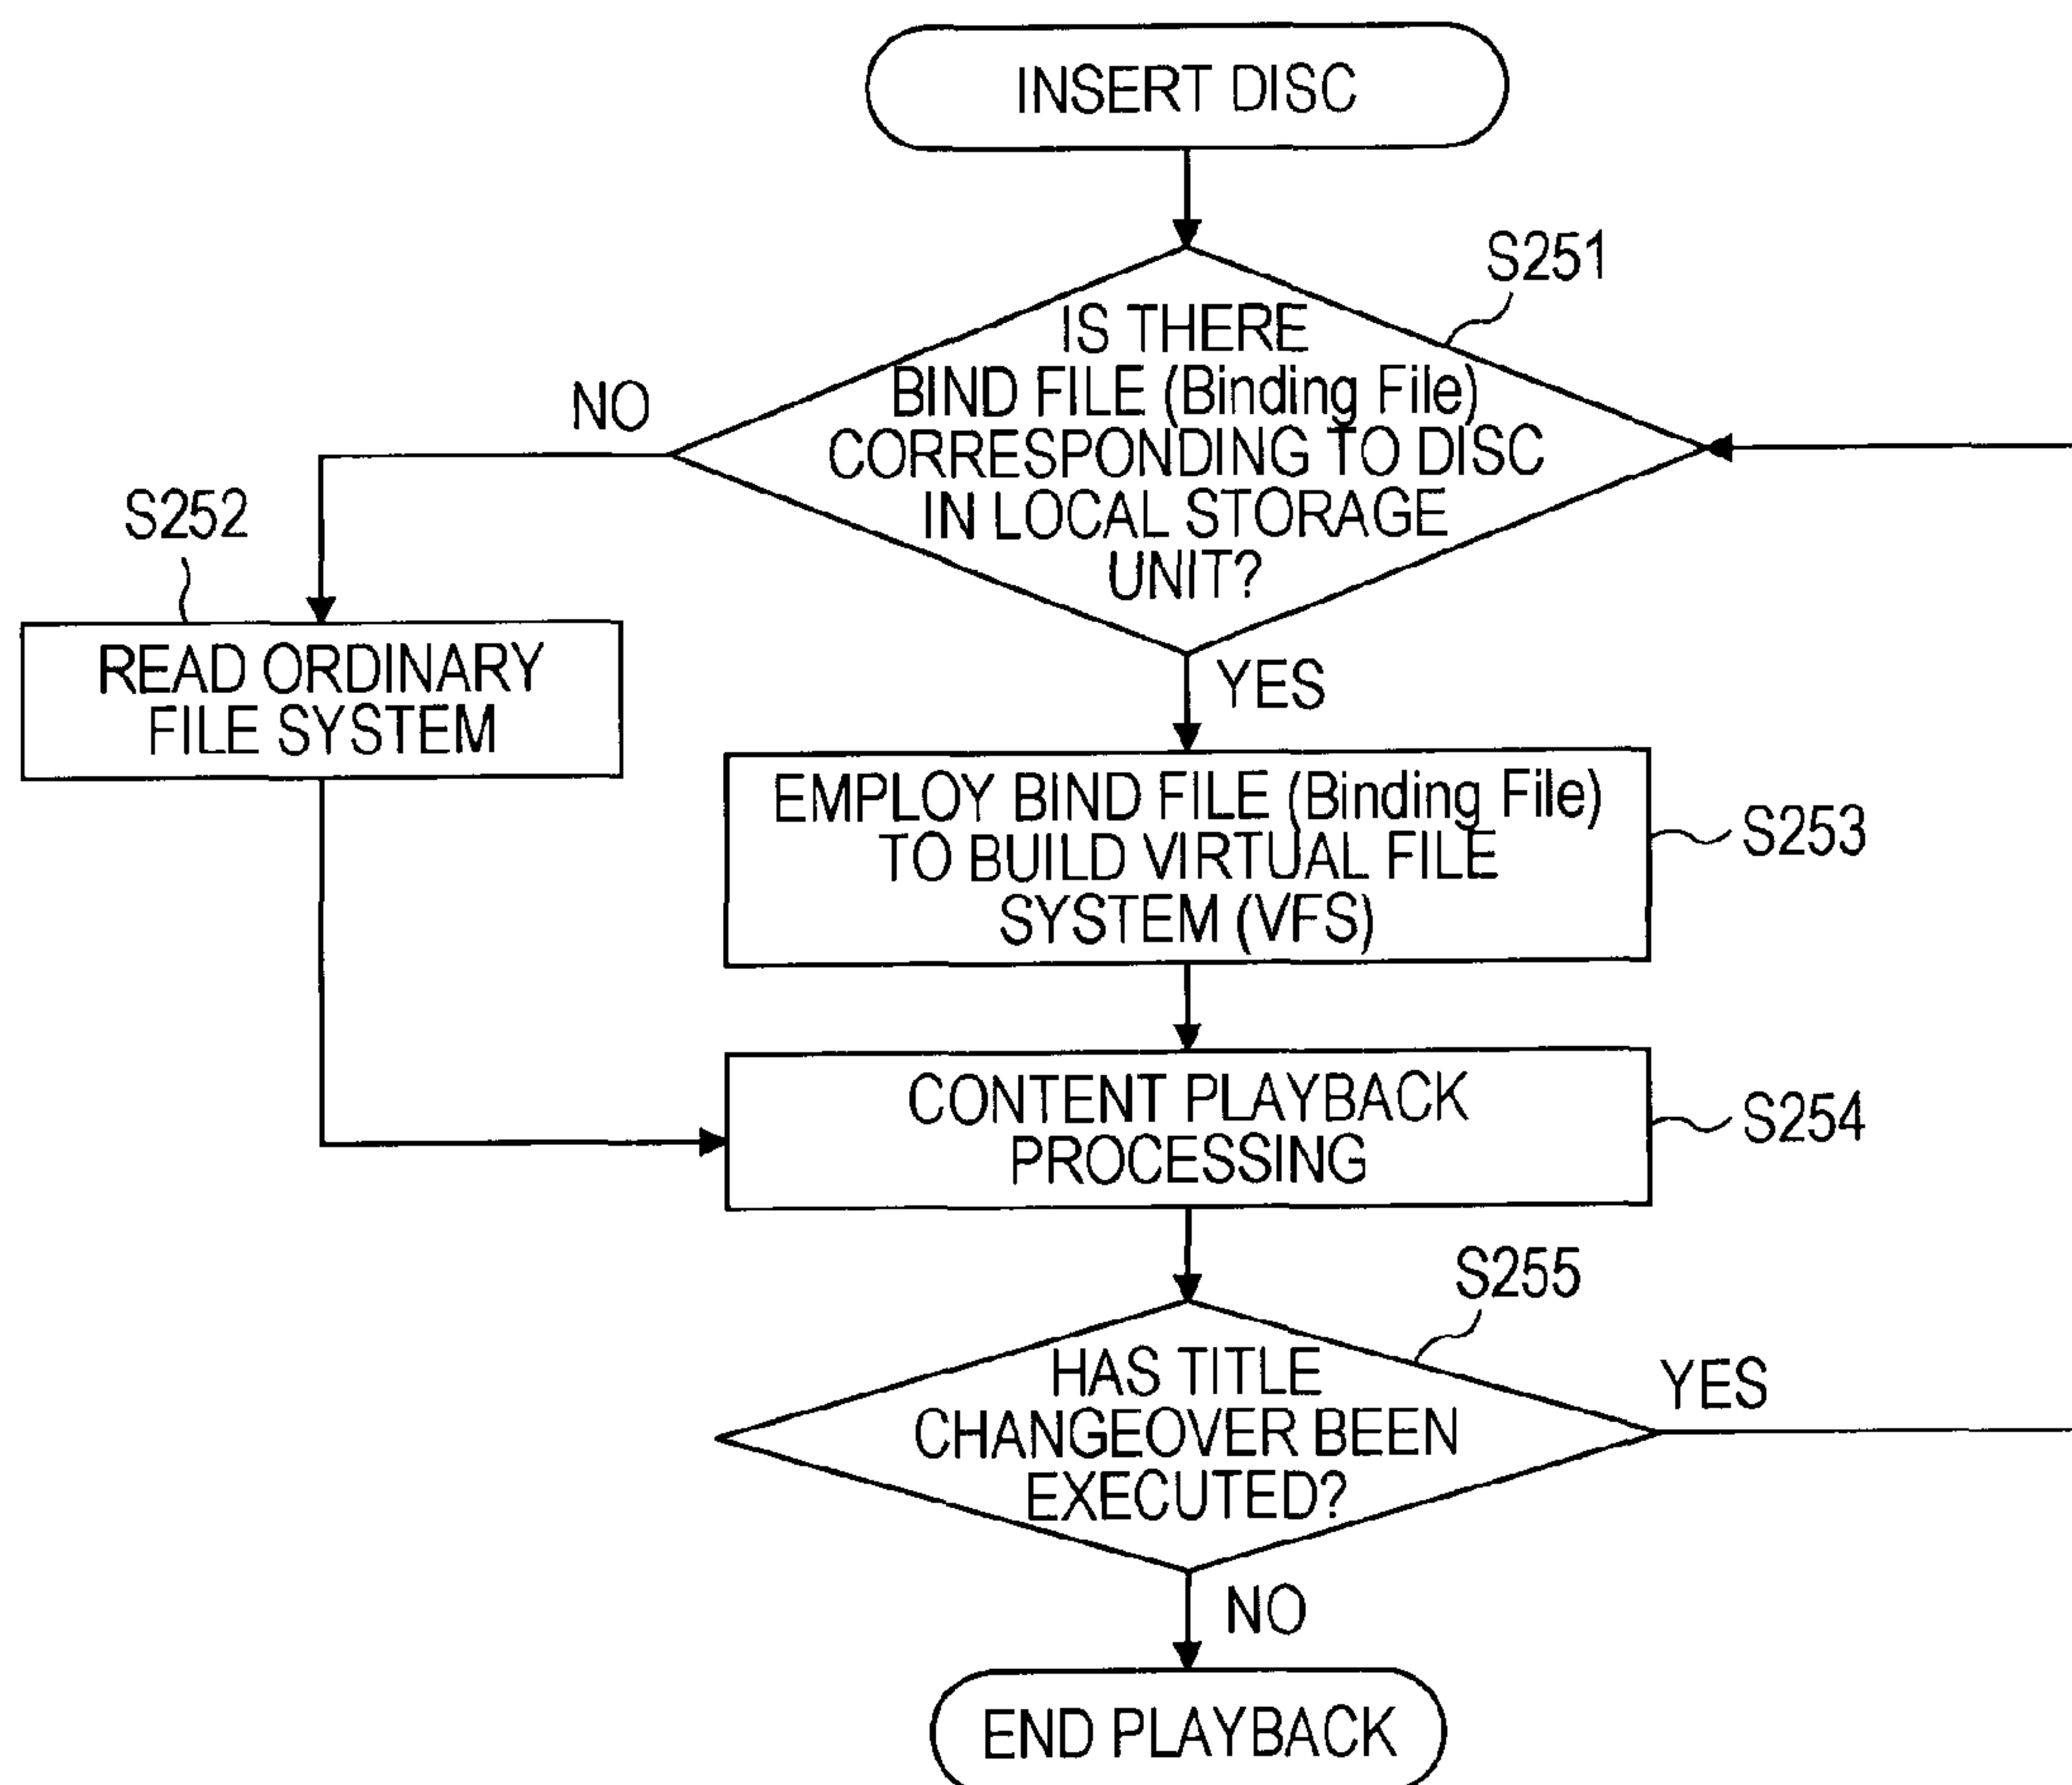 INSERT DISC
S251
IS THERE
BIND FILE (Binding File)
CORRESPONDING TO DISC
IN LOCAL STORAGE
UNIT?
NO
S252
READ ORDINARY
FILE SYSTEM
YES
EMPLOY BIND FILE (Binding File)
TO BUILD VIRTUAL FILE
SYSTEM (VFS)
S253
CONTENT PLAYBACK
PROCESSING
S254
S255
HAS TITLE
CHANGEOVER BEEN
EXECUTED?
YES
NO
END PLAYBACK